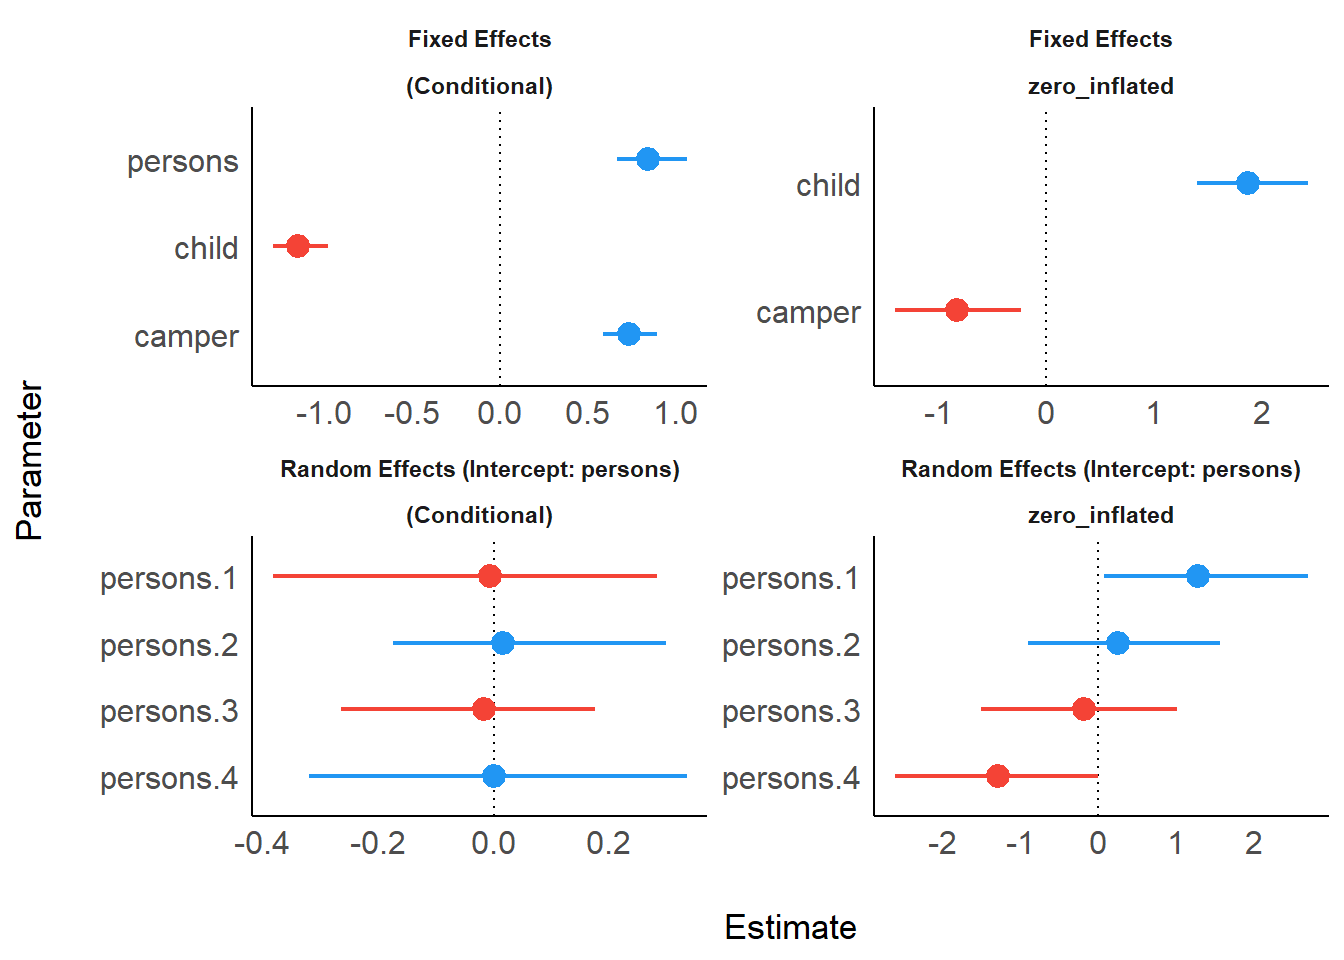 Fixed Effects
(Conditional)
persons
child
camper
-1.0 -0.5 0.0 0.5 1.0
Fixed Effects
zero_inflated
child
camper
-1 0 1 2
Random Effects (Intercept: persons)
(Conditional)
persons.1
persons.2
persons.3
persons.4
-0.4 -0.2 0.0 0.2
Random Effects (Intercept: persons)
zero_inflated
persons.1
persons.2
persons.3
persons.4
-2 -1 0 1 2
Parameter
Estimate